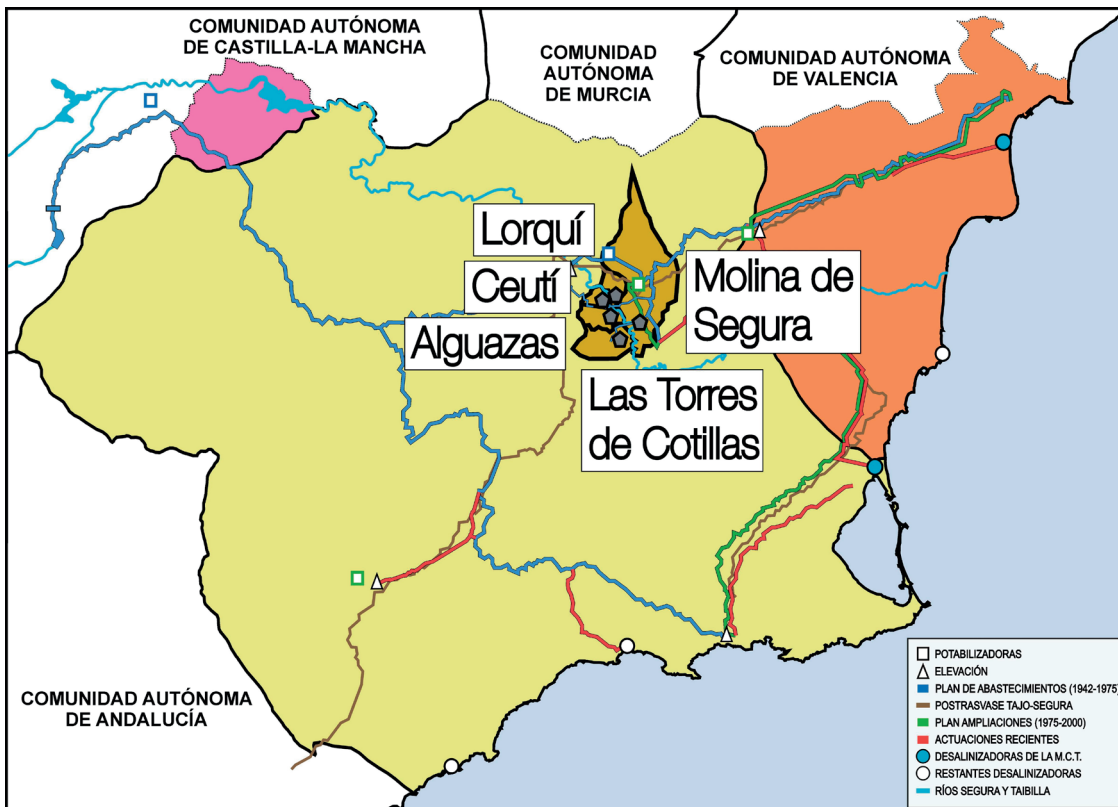 COMUNIDAD AUTÓNOMA
DE CASTILLA-LA MANCHA
COMUNIDAD
AUTÓNOMA
DE MURCIA
COMUNIDAD AUTÓNOMA
DE VALENCIA
Lorquí
Ceutí
Alguazas
Molina de
Segura
Las Torres
de Cotillas
COMUNIDAD AUTÓNOMA
DE ANDALUCÍA
POTABILIZADORAS
ELEVACIÓN
PLAN DE ABASTECIMIENTOS (1942-1975)
POSTRASVASE TAJO-SEGURA
PLAN AMPLIACIONES (1975-2000)
ACTUACIONES RECIENTES
DESALINIZADORAS DE LA M.C.T.
RESTANTES DESALINIZADORAS
RÍOS SEGURA Y TAIBILLA